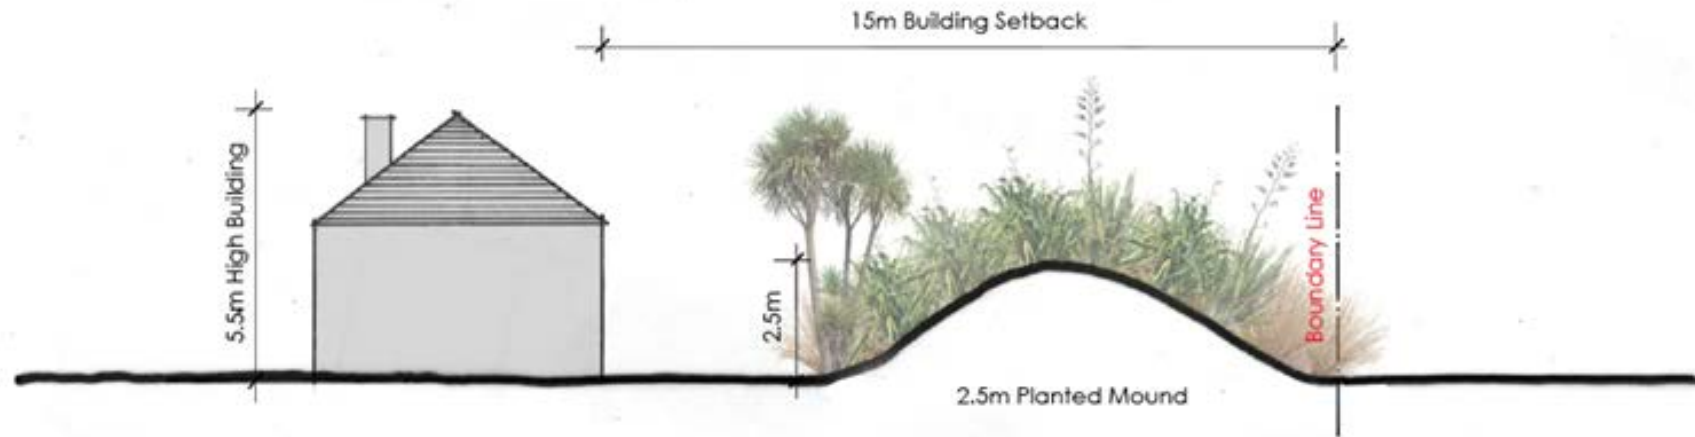 15m Building Setback
5.5m High Building
2.5m
Boundary Line
2.5m Planted Mound